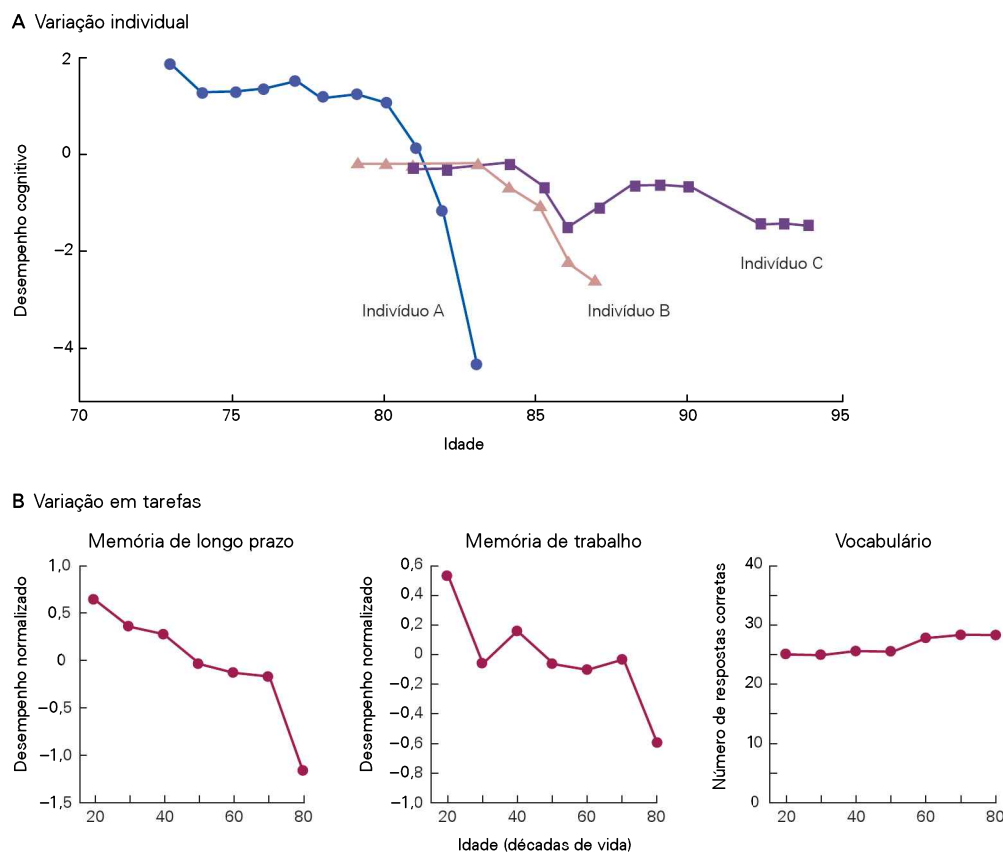 A Variação individual
Desempenho cognitivo
2
0
−2
−4
Indivíduo A
Indivíduo B
Indivíduo C
70 75 80 85 90 95
Idade
B Variação em tarefas
Memória de longo prazo
Desempenho normalizado
1,0
0,5
0
−0,5
−1,0
−1,5
20 40 60 80
Memória de trabalho
Desempenho normalizado
0,6
0,4
0,2
0
−0,2
−0,4
−0,6
−0,8
−1,0
20 40 60 80
Vocabulário
Número de respostas corretas
40
30
20
10
0
20 40 60 80
Idade (décadas de vida)